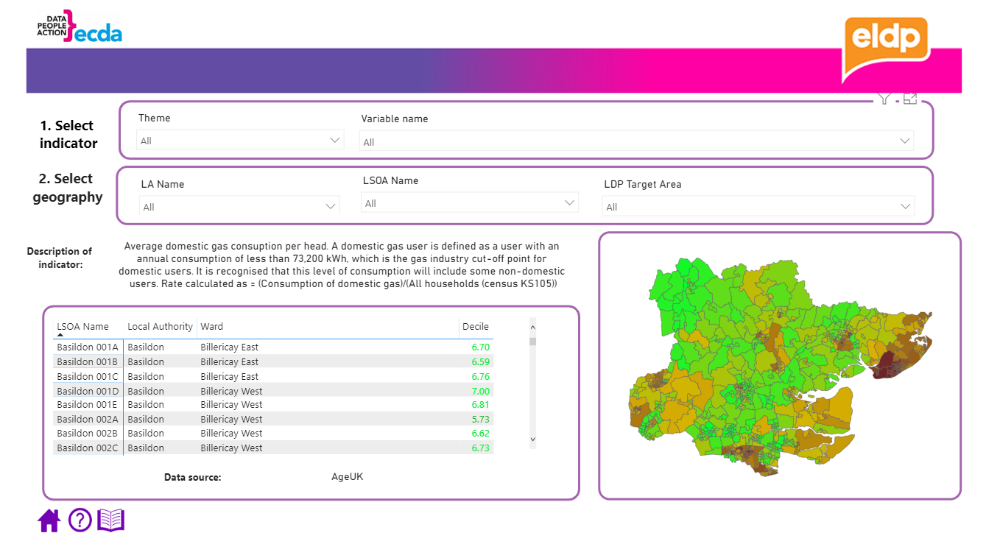 DATA
PEOPLE
ACTION
ecda
eldp
1. Select
indicator
Theme
All
Variable name
All
2. Select
geography
LA Name
All
LSOA Name
All
LDP Target Area
All
Description of
indicator:
Average domestic gas consuption per head. A domestic gas user is defined as a user with an
annual consumption of less than 73,200 kWh, which is the gas industry cut-off point for
domestic users. It is recognised that this level of consumption will include some non-domestic
users. Rate calculated as = (Consumption of domestic gas)/(All households (census KS105))
LSOA Name Local Authority Ward Decile
Basildon 001A Basildon Billericay East 6.70
Basildon 001B Basildon Billericay East 6.59
Basildon 001C Basildon Billericay East 6.76
Basildon 001D Basildon Billericay West 7.00
Basildon 001E Basildon Billericay West 6.81
Basildon 002A Basildon Billericay West 5.73
Basildon 002B Basildon Billericay West 6.62
Basildon 002C Basildon Billericay West 6.73
Data source: AgeUK